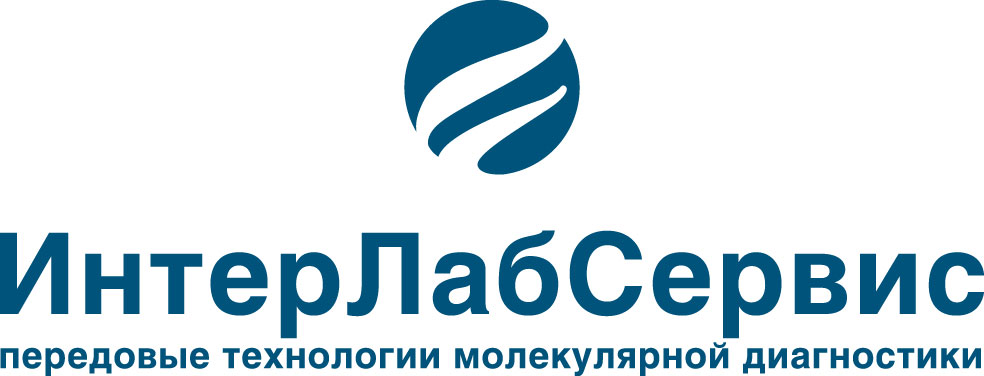 ИнтерЛабСервис
передовые технологии молекулярной диагностики